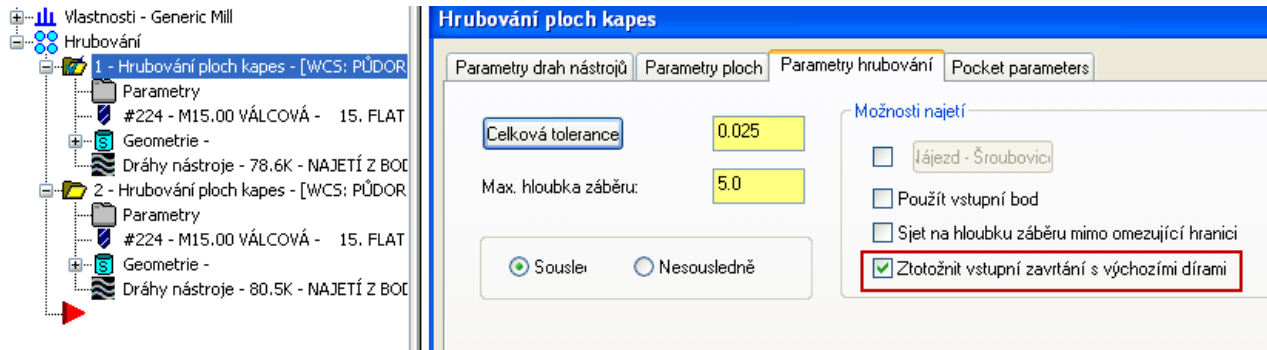 Vlastnosti - Generic Mill
Hrubování
1 - Hrubování ploch kapes - [WCS: PŮDOR
Parametry
#224 - M15.00 VÁLCOVÁ - 15. FLAT
Geometrie -
Dráhy nástroje - 78.6K - NAJETÍ Z BOD
2 - Hrubování ploch kapes - [WCS: PŮDOR
Parametry
#224 - M15.00 VÁLCOVÁ - 15. FLAT
Geometrie -
Dráhy nástroje - 80.5K - NAJETÍ Z BOD
Hrubování ploch kapes
Parametry drah nástrojů Parametry ploch Parametry hrubování Pocket parameters
Celková tolerance 0.025
Max. hloubka záběru: 5.0
Sousle Nesousledně
Možnosti najetí
Nájezd - Šroubovic
Použít vstupní bod
Sjet na hloubku záběru mimo omezující hranici
Ztotožnit vstupní zavrtání s výchozími dírami